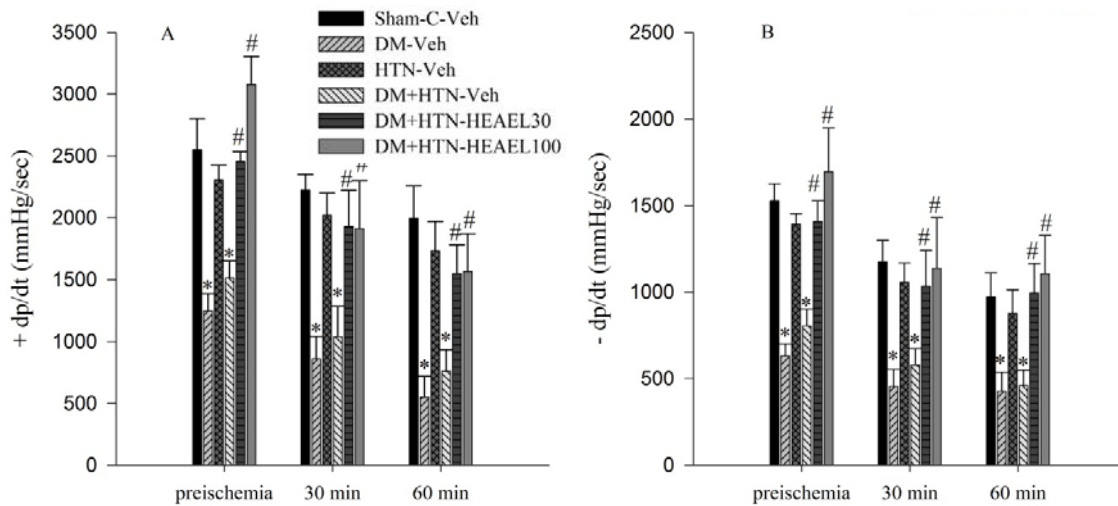 A
Sham-C-Veh
DM-Veh
HTN-Veh
DM+HTN-Veh
DM+HTN-HEAEL30
DM+HTN-HEAEL100
+ dp/dt (mmHg/sec)
3500
3000
2500
2000
1500
1000
500
0
# # * *
# # * *
# # * *
preischemia 30 min 60 min
B
- dp/dt (mmHg/sec)
2500
2000
1500
1000
500
0
# # * *
# # * *
# # * *
preischemia 30 min 60 min